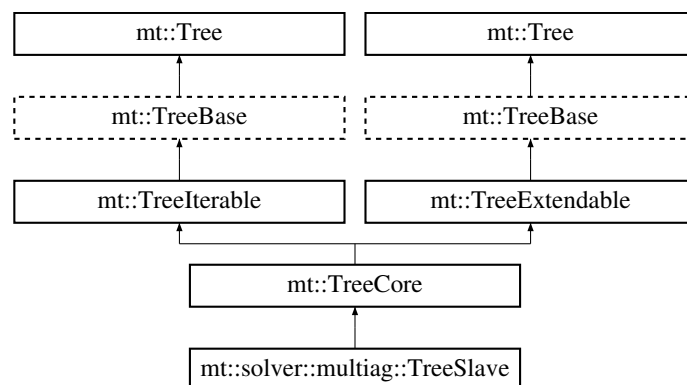 mt::Tree
mt::Tree
mt::TreeBase
mt::TreeBase
mt::TreeIterable
mt::TreeExtendable
mt::TreeCore
mt::solver::multiag::TreeSlave